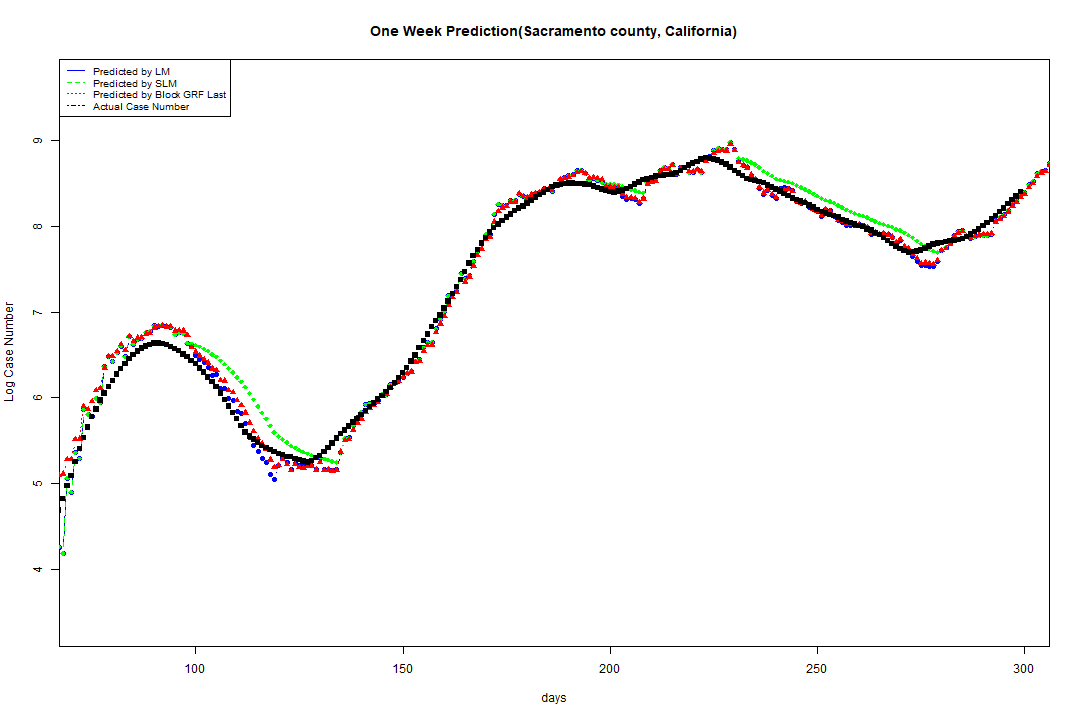 One Week Prediction(Sacramento county, California)
Predicted by LM
Predicted by SLM
Predicted by Block GRF Last
Actual Case Number
9
8
7
6
5
4
Log Case Number
100 150 200 250 300
days